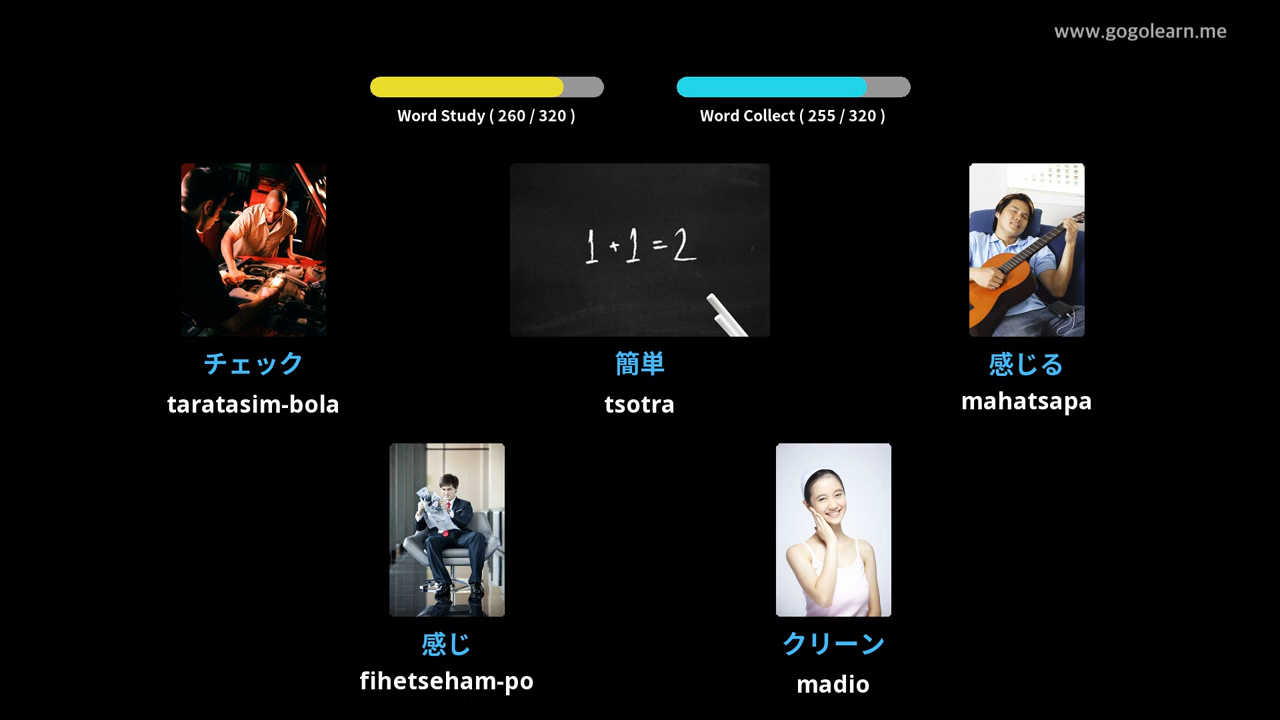 www.gogolearn.me
Word Study ( 260 / 320 )
Word Collect ( 255 / 320 )
1 + 1 = 2
チェック
taratasim-bola
簡単
tsotra
感じる
mahatsapa
感じ
fihetseham-po
クリーン
madio